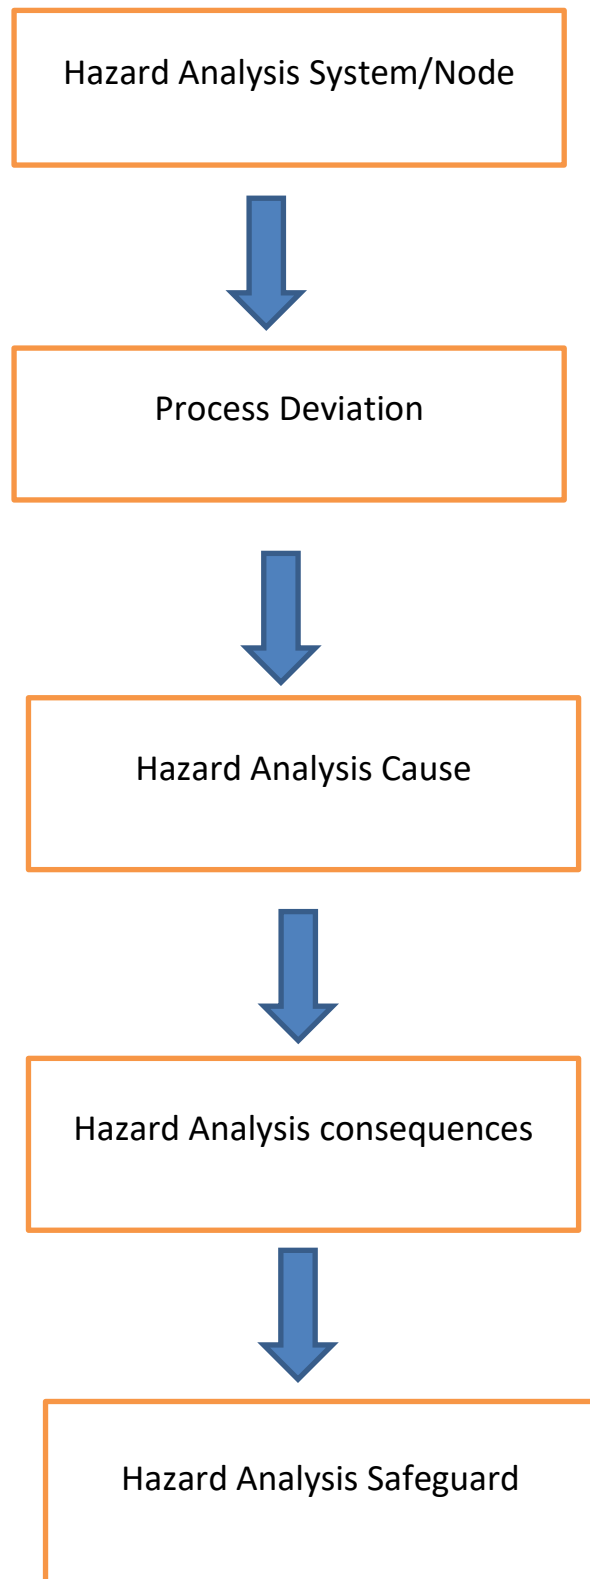 Hazard Analysis System/Node
Process Deviation
Hazard Analysis Cause
Hazard Analysis consequences
Hazard Analysis Safeguard